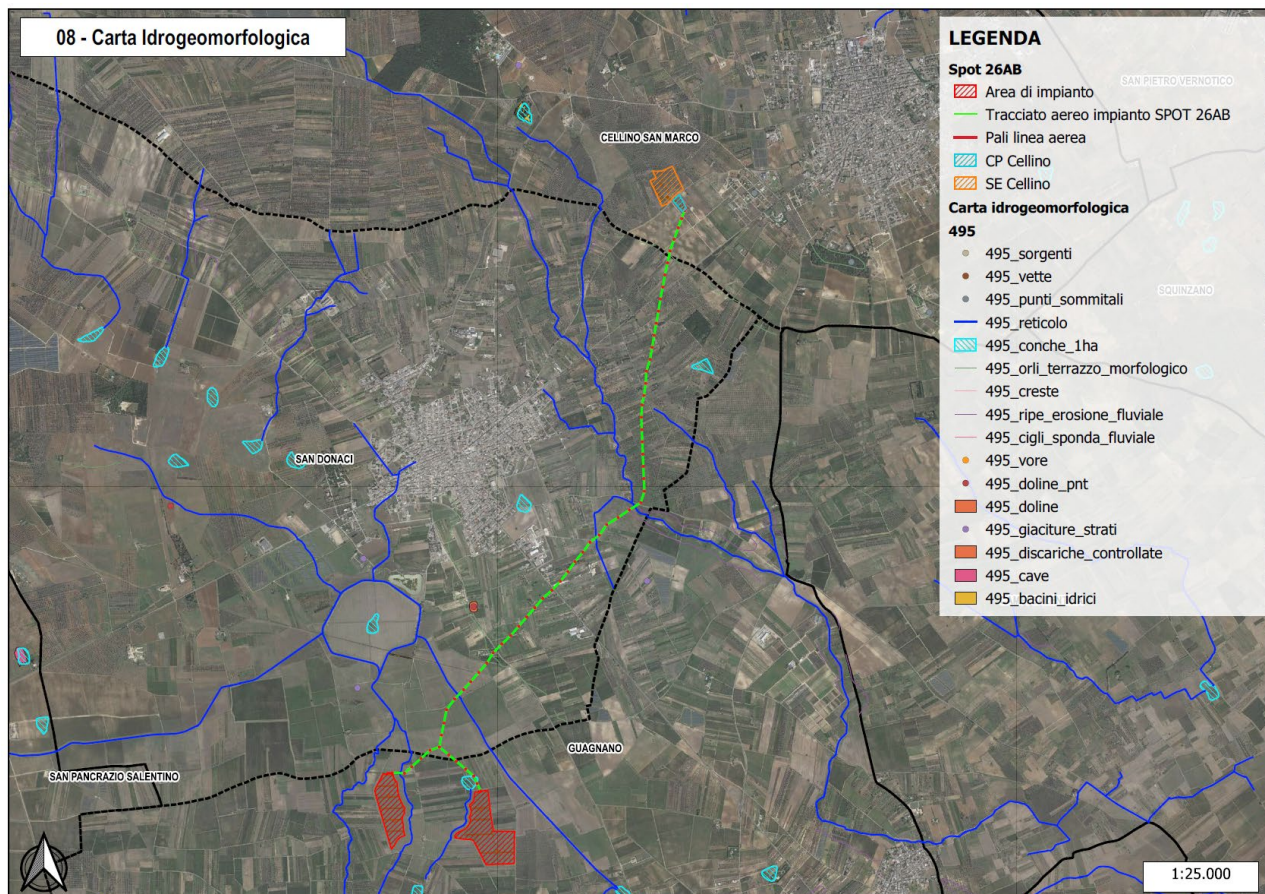 08 - Carta Idrogeomorfologica
LEGENDA
Spot 26AB
Area di impianto
Tracciato aereo impianto SPOT 26AB
Pali linea aerea
CP Cellino
SE Cellino
Carta idrogeomorfologica
495
495_sorgenti
495_vette
495_punti_sommitali
495_reticolo
495_conche_1ha
495_orli_terrazzo_morfologico
495_creste
495_ripe_erosione_fluviale
495_cigli_sponda_fluviale
495_vore
495_doline_pnt
495_doline
495_giaciture_strati
495_discariche_controllate
495_cave
495_bacini_idrici
SAN PIETRO VERNOTICO
CELLINO SAN MARCO
SQUINZANO
SAN DONACI
GUAGNANO
SAN PANCRAZIO SALENTINO
1:25.000